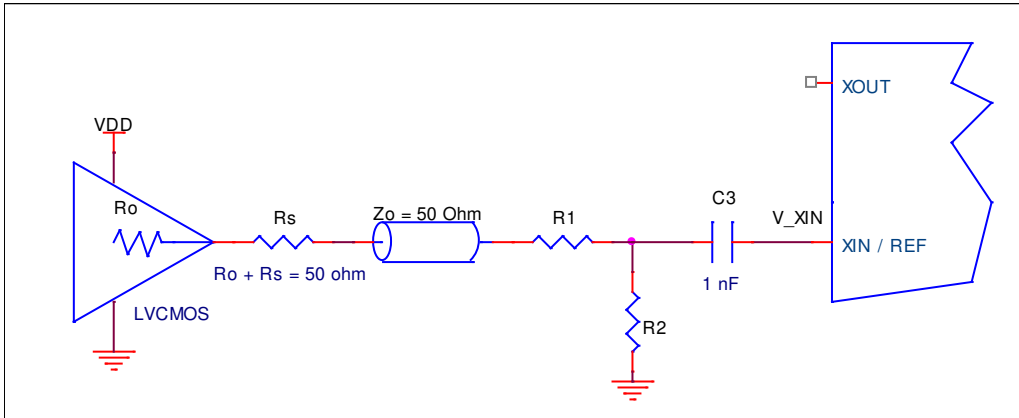 XOUT
VDD
Ro
Rs
Zo = 50 Ohm
R1
C3
V_XIN
XIN / REF
Ro + Rs = 50 ohm
1 nF
LVCMOS
R2